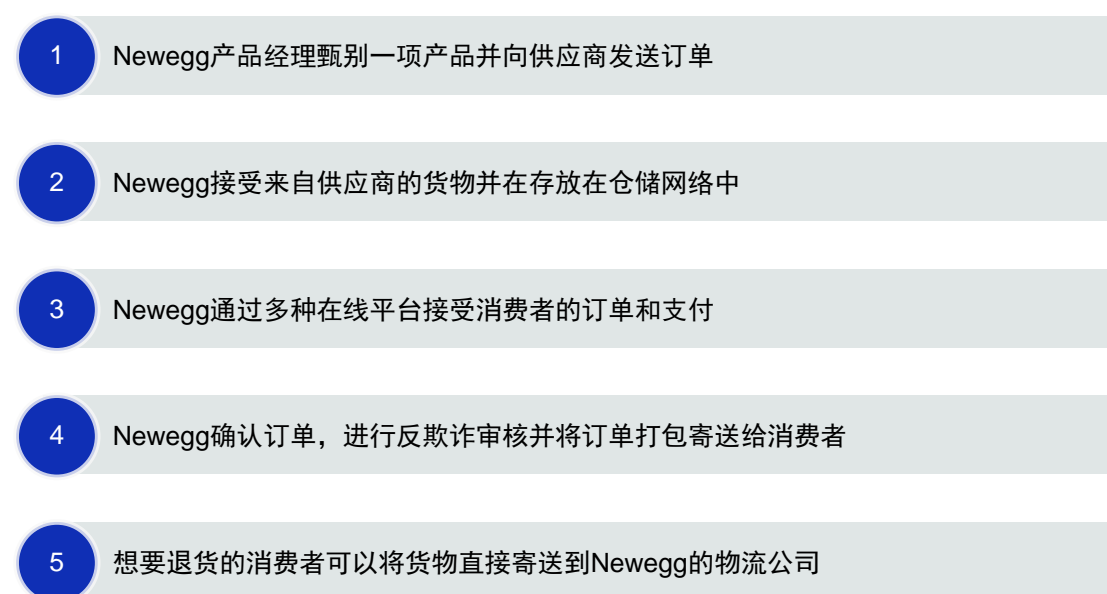 1 Newegg产品经理甄别一项产品并向供应商发送订单
2 Newegg接受来自供应商的货物并在存放在仓储网络中
3 Newegg通过多种在线平台接受消费者的订单和支付
4 Newegg确认订单，进行反欺诈审核并将订单打包寄送给消费者
5 想要退货的消费者可以将货物直接寄送到Newegg的物流公司